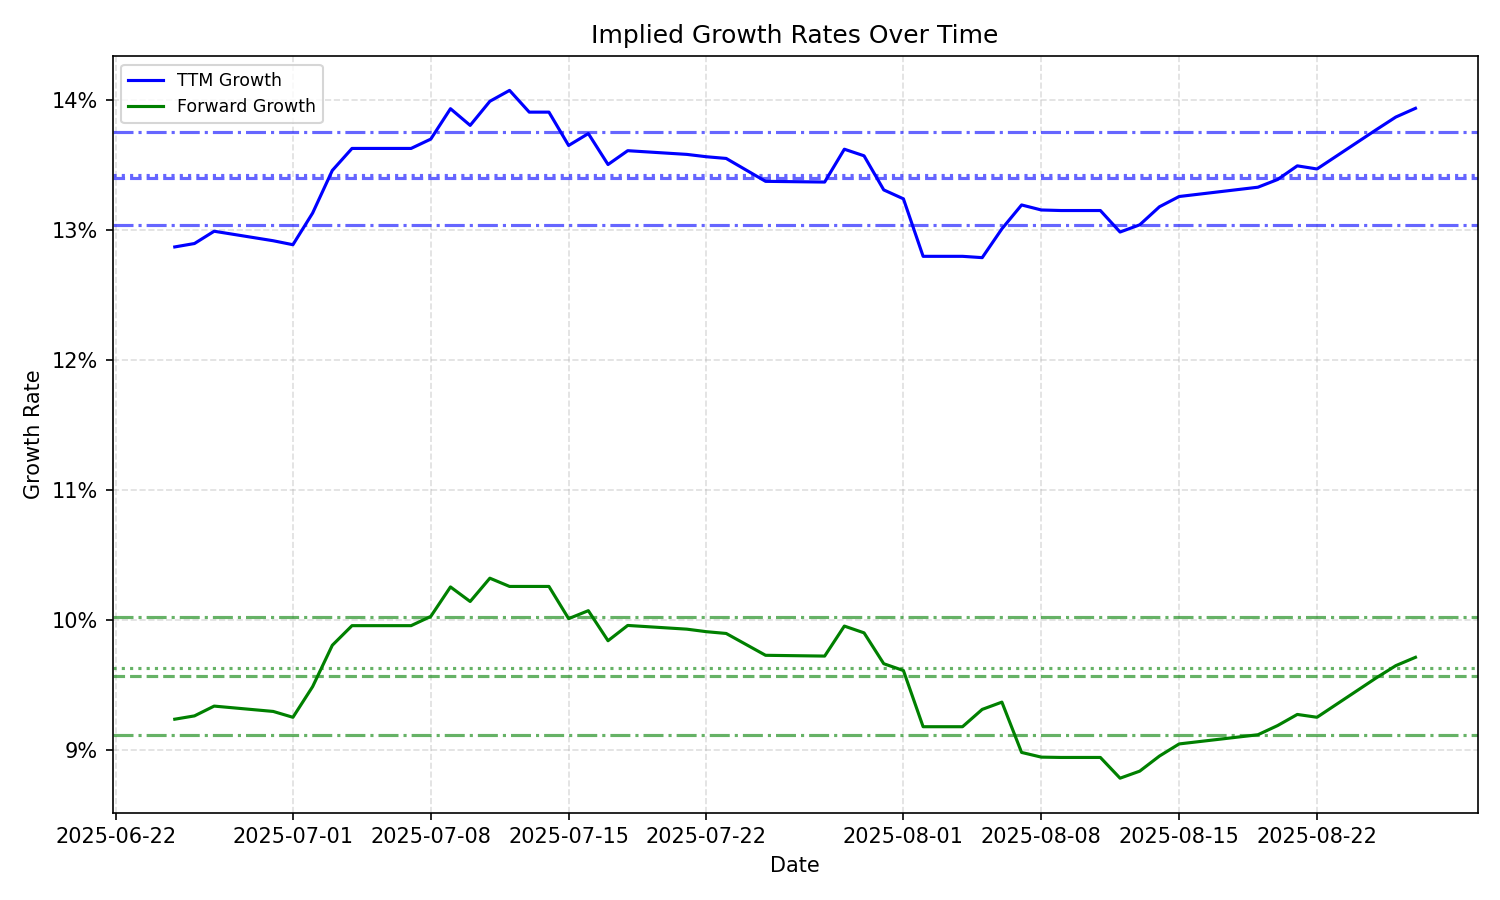 Implied Growth Rates Over Time
TTM Growth
Forward Growth
14%
13%
12%
11%
10%
9%
Growth Rate
2025-06-22 2025-07-01 2025-07-08 2025-07-15 2025-07-22 2025-08-01 2025-08-08 2025-08-15 2025-08-22
Date